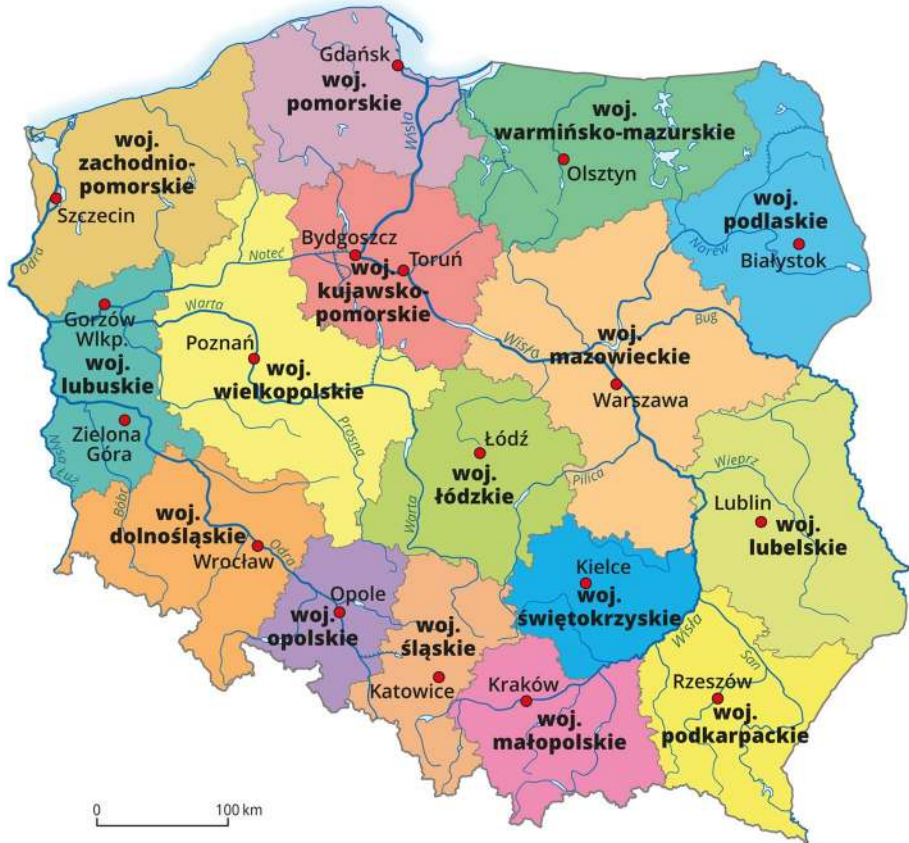 Gdańsk
woj.
pomorskie
Wisła
woj.
warmińsko-mazurskie
Olsztyn
woj.
zachodnio-
pomorskie
Szczecin
Odra
woj.
podlaskie
Narew
Białystok
Bydgoszcz
Toruń
woj.
kujawsko-
pomorskie
Noteć
Warta
Gorzów
Wlkp.
woj.
lubuskie
Zielona
Góra
Nysa Łuż.
Poznań
woj.
wielkopolskie
Prosna
Wisła
Bug
woj.
mazowieckie
Warszawa
Pilica
Łódź
woj.
łódzkie
Warta
Wieprz
Lublin
woj.
lubelskie
Bóbr
woj.
dolnośląskie
Wrocław
Odra
Opole
woj.
opolskie
woj.
śląskie
Katowice
Kielce
woj.
świętokrzyskie
Wisła
San
Kraków
woj.
małopolskie
Rzeszów
woj.
podkarpackie
0 100 km